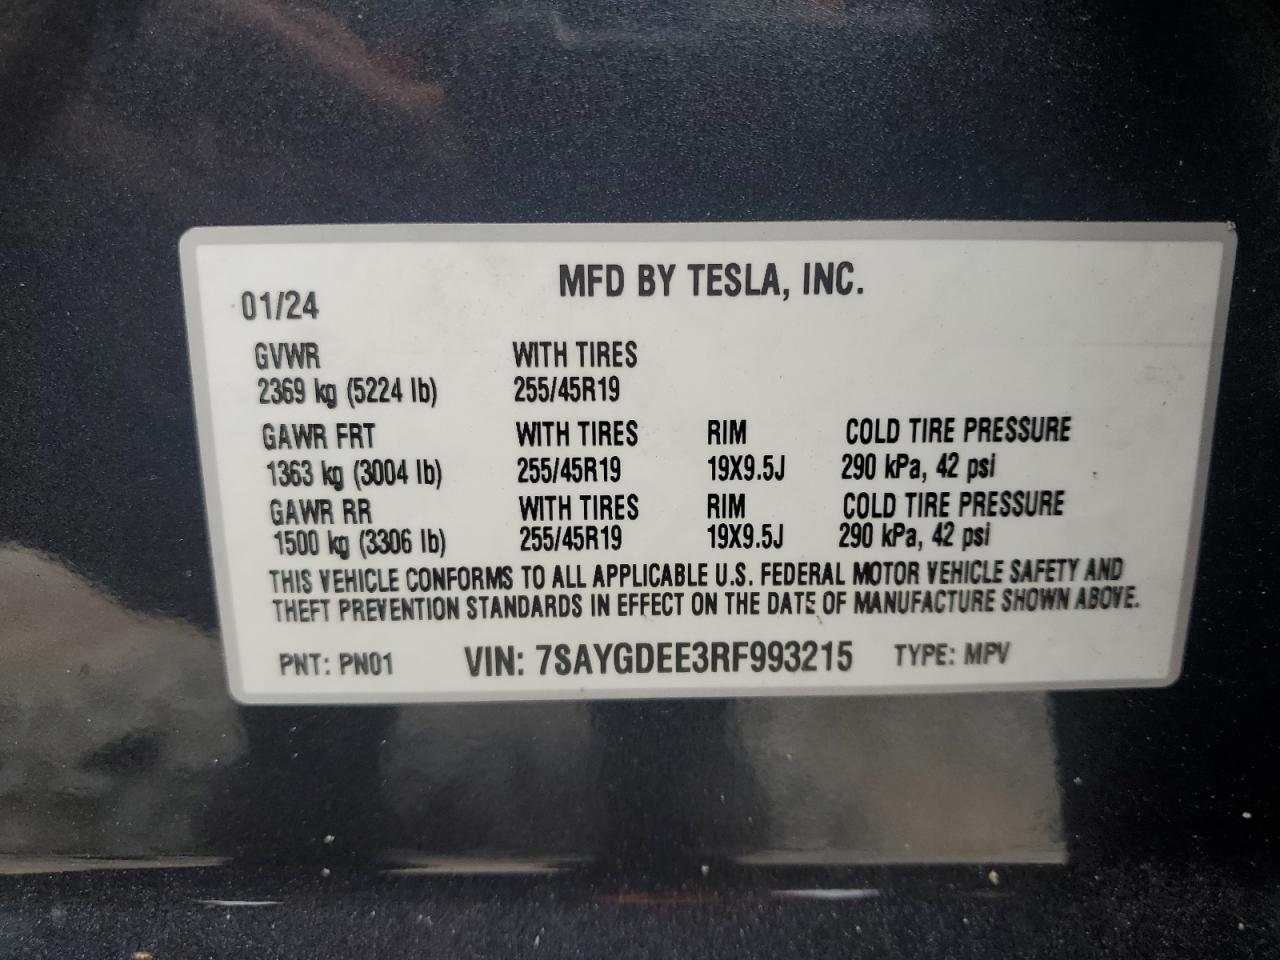 MFD BY TESLA, INC.
01/24
GVWR WITH TIRES
2369 kg (5224 lb) 255/45R19
GAWR FRT WITH TIRES RIM COLD TIRE PRESSURE
1363 kg (3004 lb) 255/45R19 19X9.5J 290 kPa, 42 psi
GAWR RR WITH TIRES RIM COLD TIRE PRESSURE
1500 kg (3306 lb) 255/45R19 19X9.5J 290 kPa, 42 psi
THIS VEHICLE CONFORMS TO ALL APPLICABLE U.S. FEDERAL MOTOR VEHICLE SAFETY AND
THEFT PREVENTION STANDARDS IN EFFECT ON THE DATE OF MANUFACTURE SHOWN ABOVE.
PNT: PN01 VIN: 7SAYGDEE3RF993215 TYPE: MPV